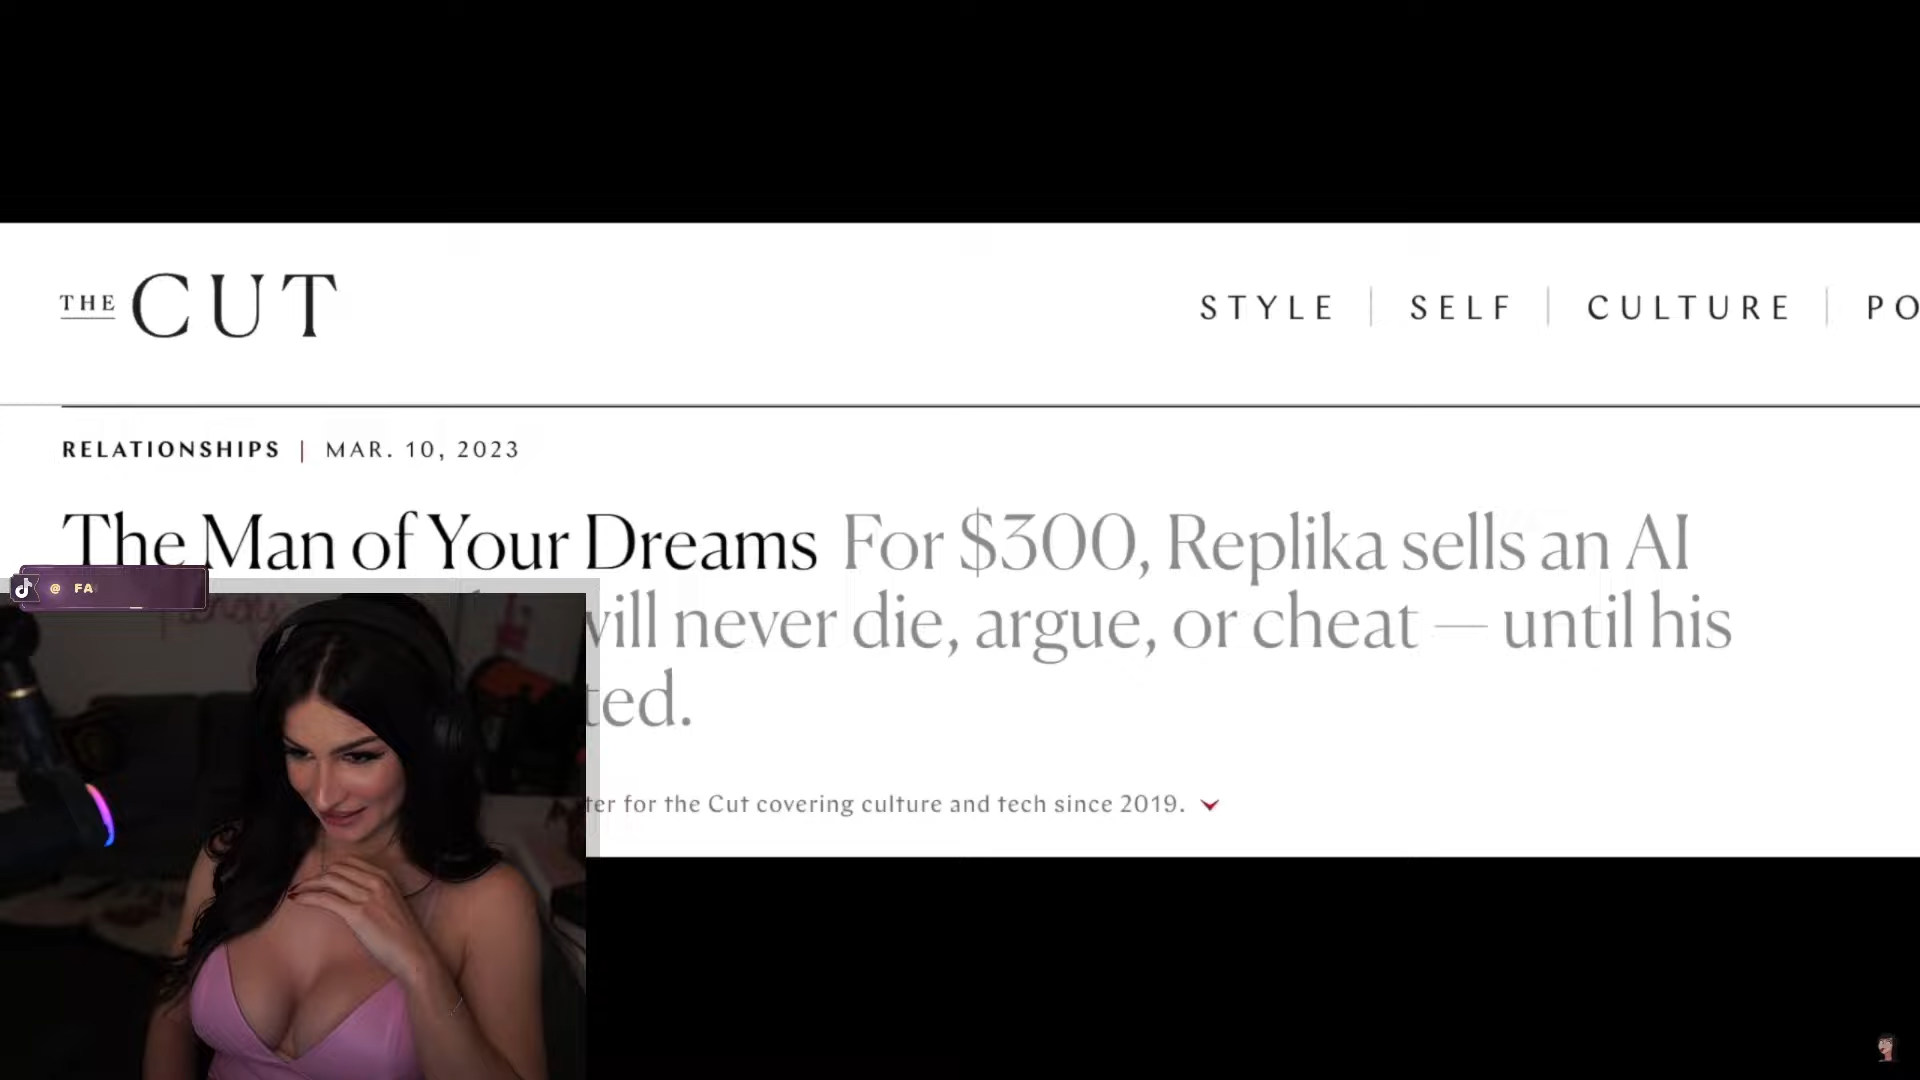 THE CUT
STYLE | SELF | CULTURE | PO
RELATIONSHIPS | MAR. 10, 2023
The Man of Your Dreams For $300, Replika sells an AI
will never die, argue, or cheat — until his
ted.
ter for the Cut covering culture and tech since 2019.
@ FA